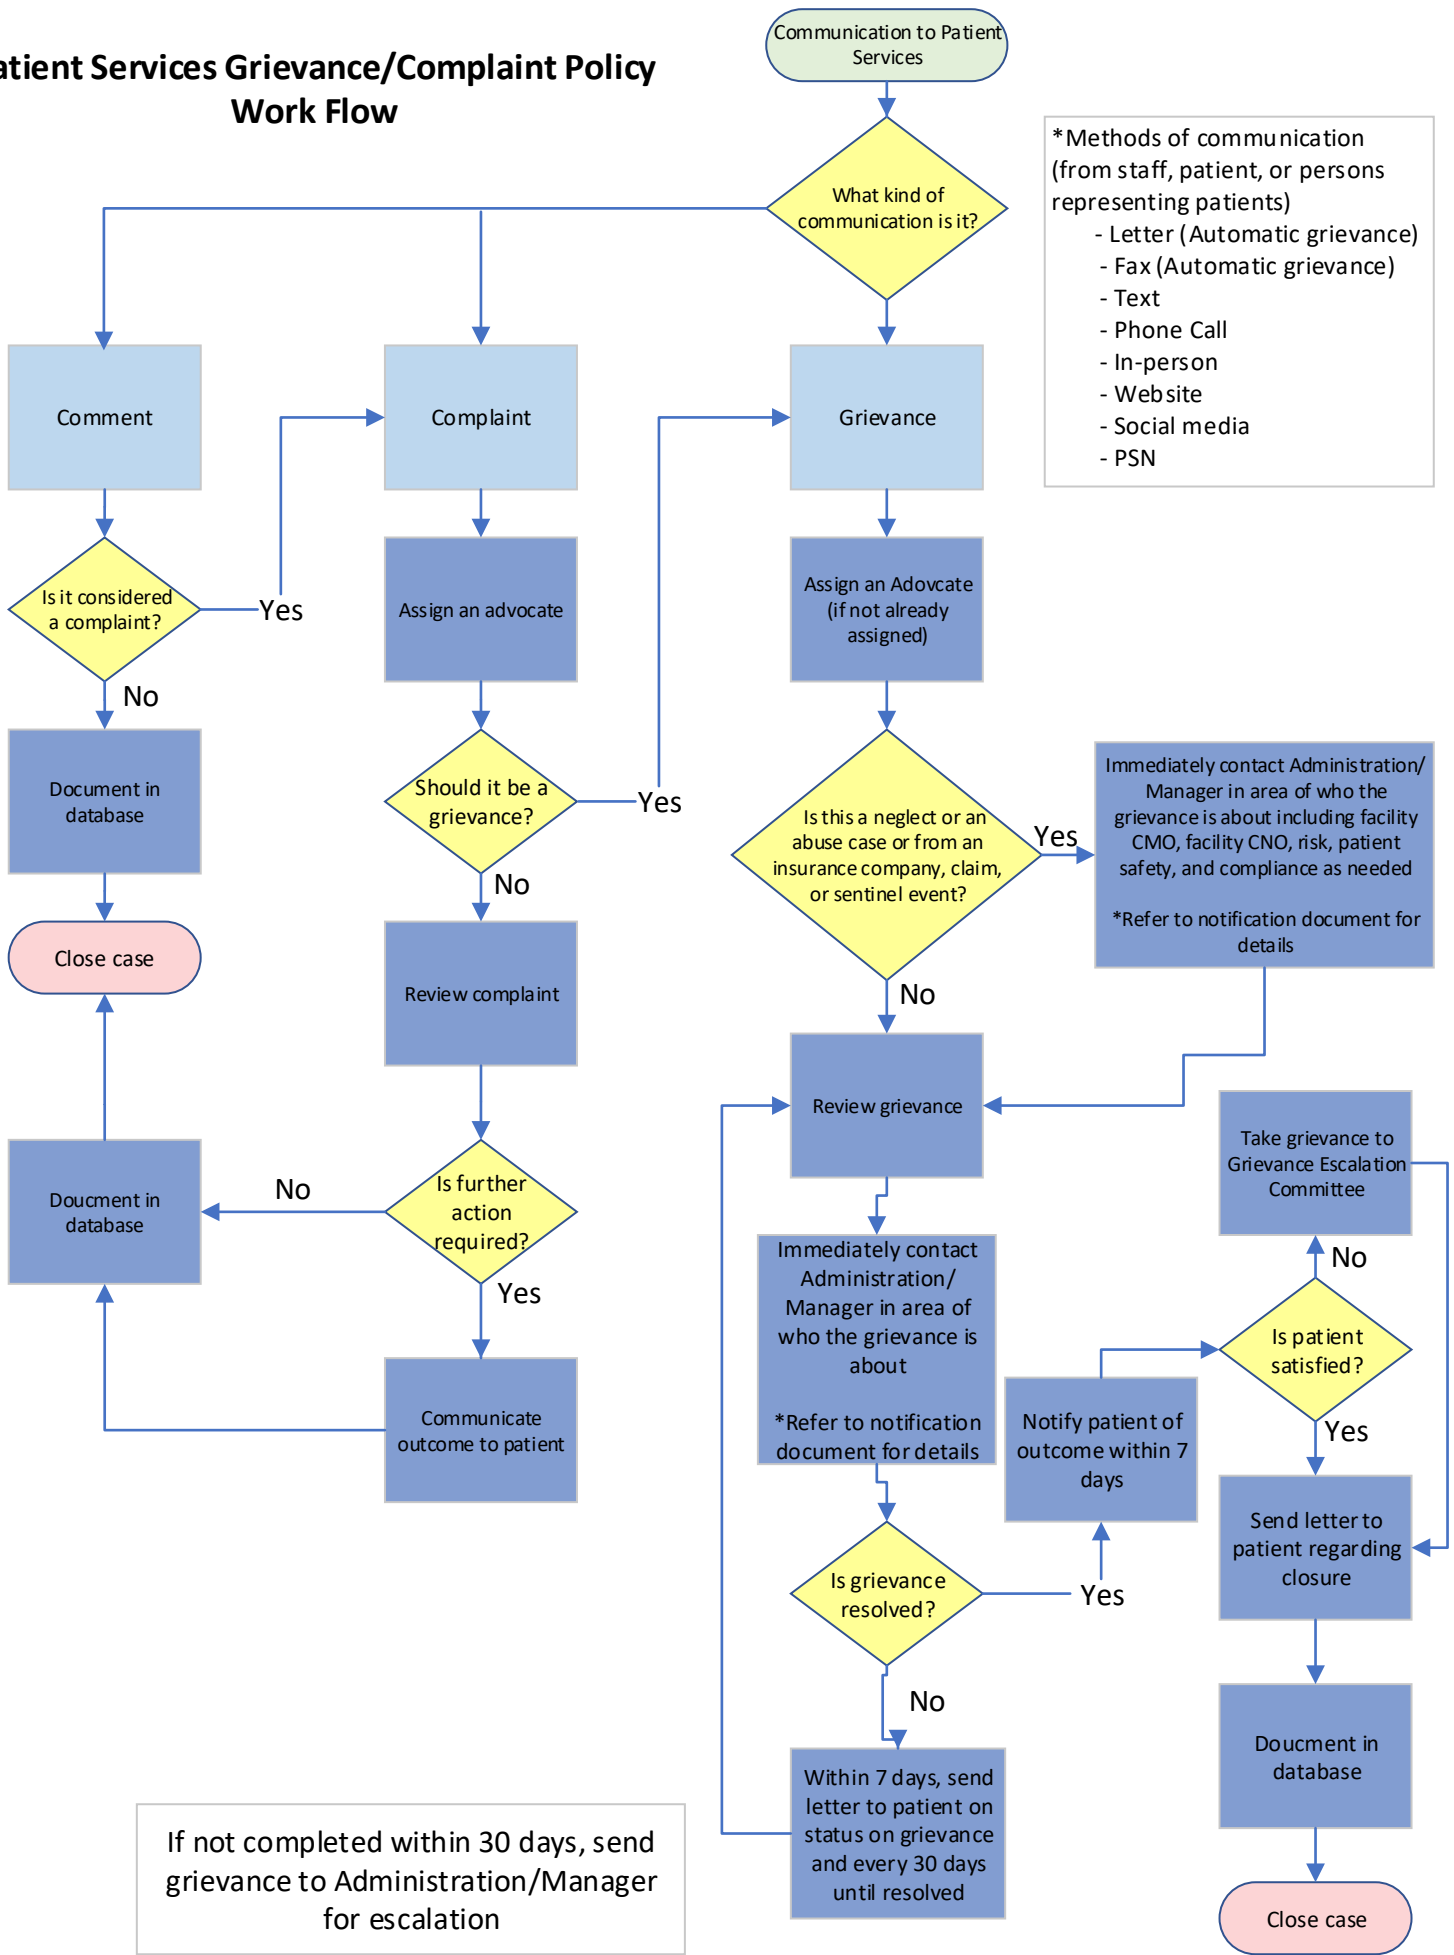 atient Services Grievance/Complaint Policy
Work Flow
Communication to Patient
Services
What kind of
communication is it?
*Methods of communication
(from staff, patient, or persons
representing patients)
- Letter (Automatic grievance)
- Fax (Automatic grievance)
- Text
- Phone Call
- In-person
- Website
- Social media
- PSN
Comment
Complaint
Grievance
Is it considered
a complaint?
Yes
No
Document in
database
Close case
Assign an advocate
Should it be a
grievance?
Yes
No
Review complaint
Is further
action
required?
No
Yes
Doucment in
database
Communicate
outcome to patient
Assign an Adovcate
(if not already
assigned)
Is this a neglect or an
abuse case or from an
insurance company, claim,
or sentinel event?
Yes
No
Immediately contact Administration/
Manager in area of who the
grievance is about including facility
CMO, facility CNO, risk, patient
safety, and compliance as needed
*Refer to notification document for
details
Review grievance
Immediately contact
Administration/
Manager in area of
who the grievance is
about
*Refer to notification
document for details
Is grievance
resolved?
Yes
No
Within 7 days, send
letter to patient on
status on grievance
and every 30 days
until resolved
Notify patient of
outcome within 7
days
Is patient
satisfied?
No
Yes
Take grievance to
Grievance Escalation
Committee
Send letter to
patient regarding
closure
Doucment in
database
Close case
If not completed within 30 days, send
grievance to Administration/Manager
for escalation